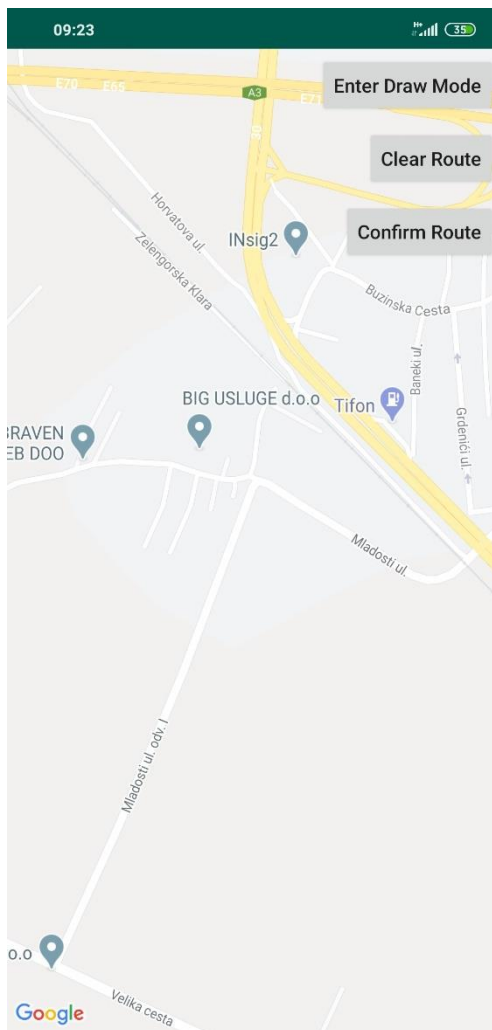 09:23
H+
35
Enter Draw Mode
E70
E65
A3
E71
30
Clear Route
Horvatova ul.
INsig2
Confirm Route
Zelengorska Klara
Buzinska Cesta
Baneki ul.
BIG USLUGE d.o.o
Tifon
Grdenići ul.
BRAVEN
EB DOO
Mladosti ul.
Mladosti ul. odv. I
o.o
Velika cesta
Google